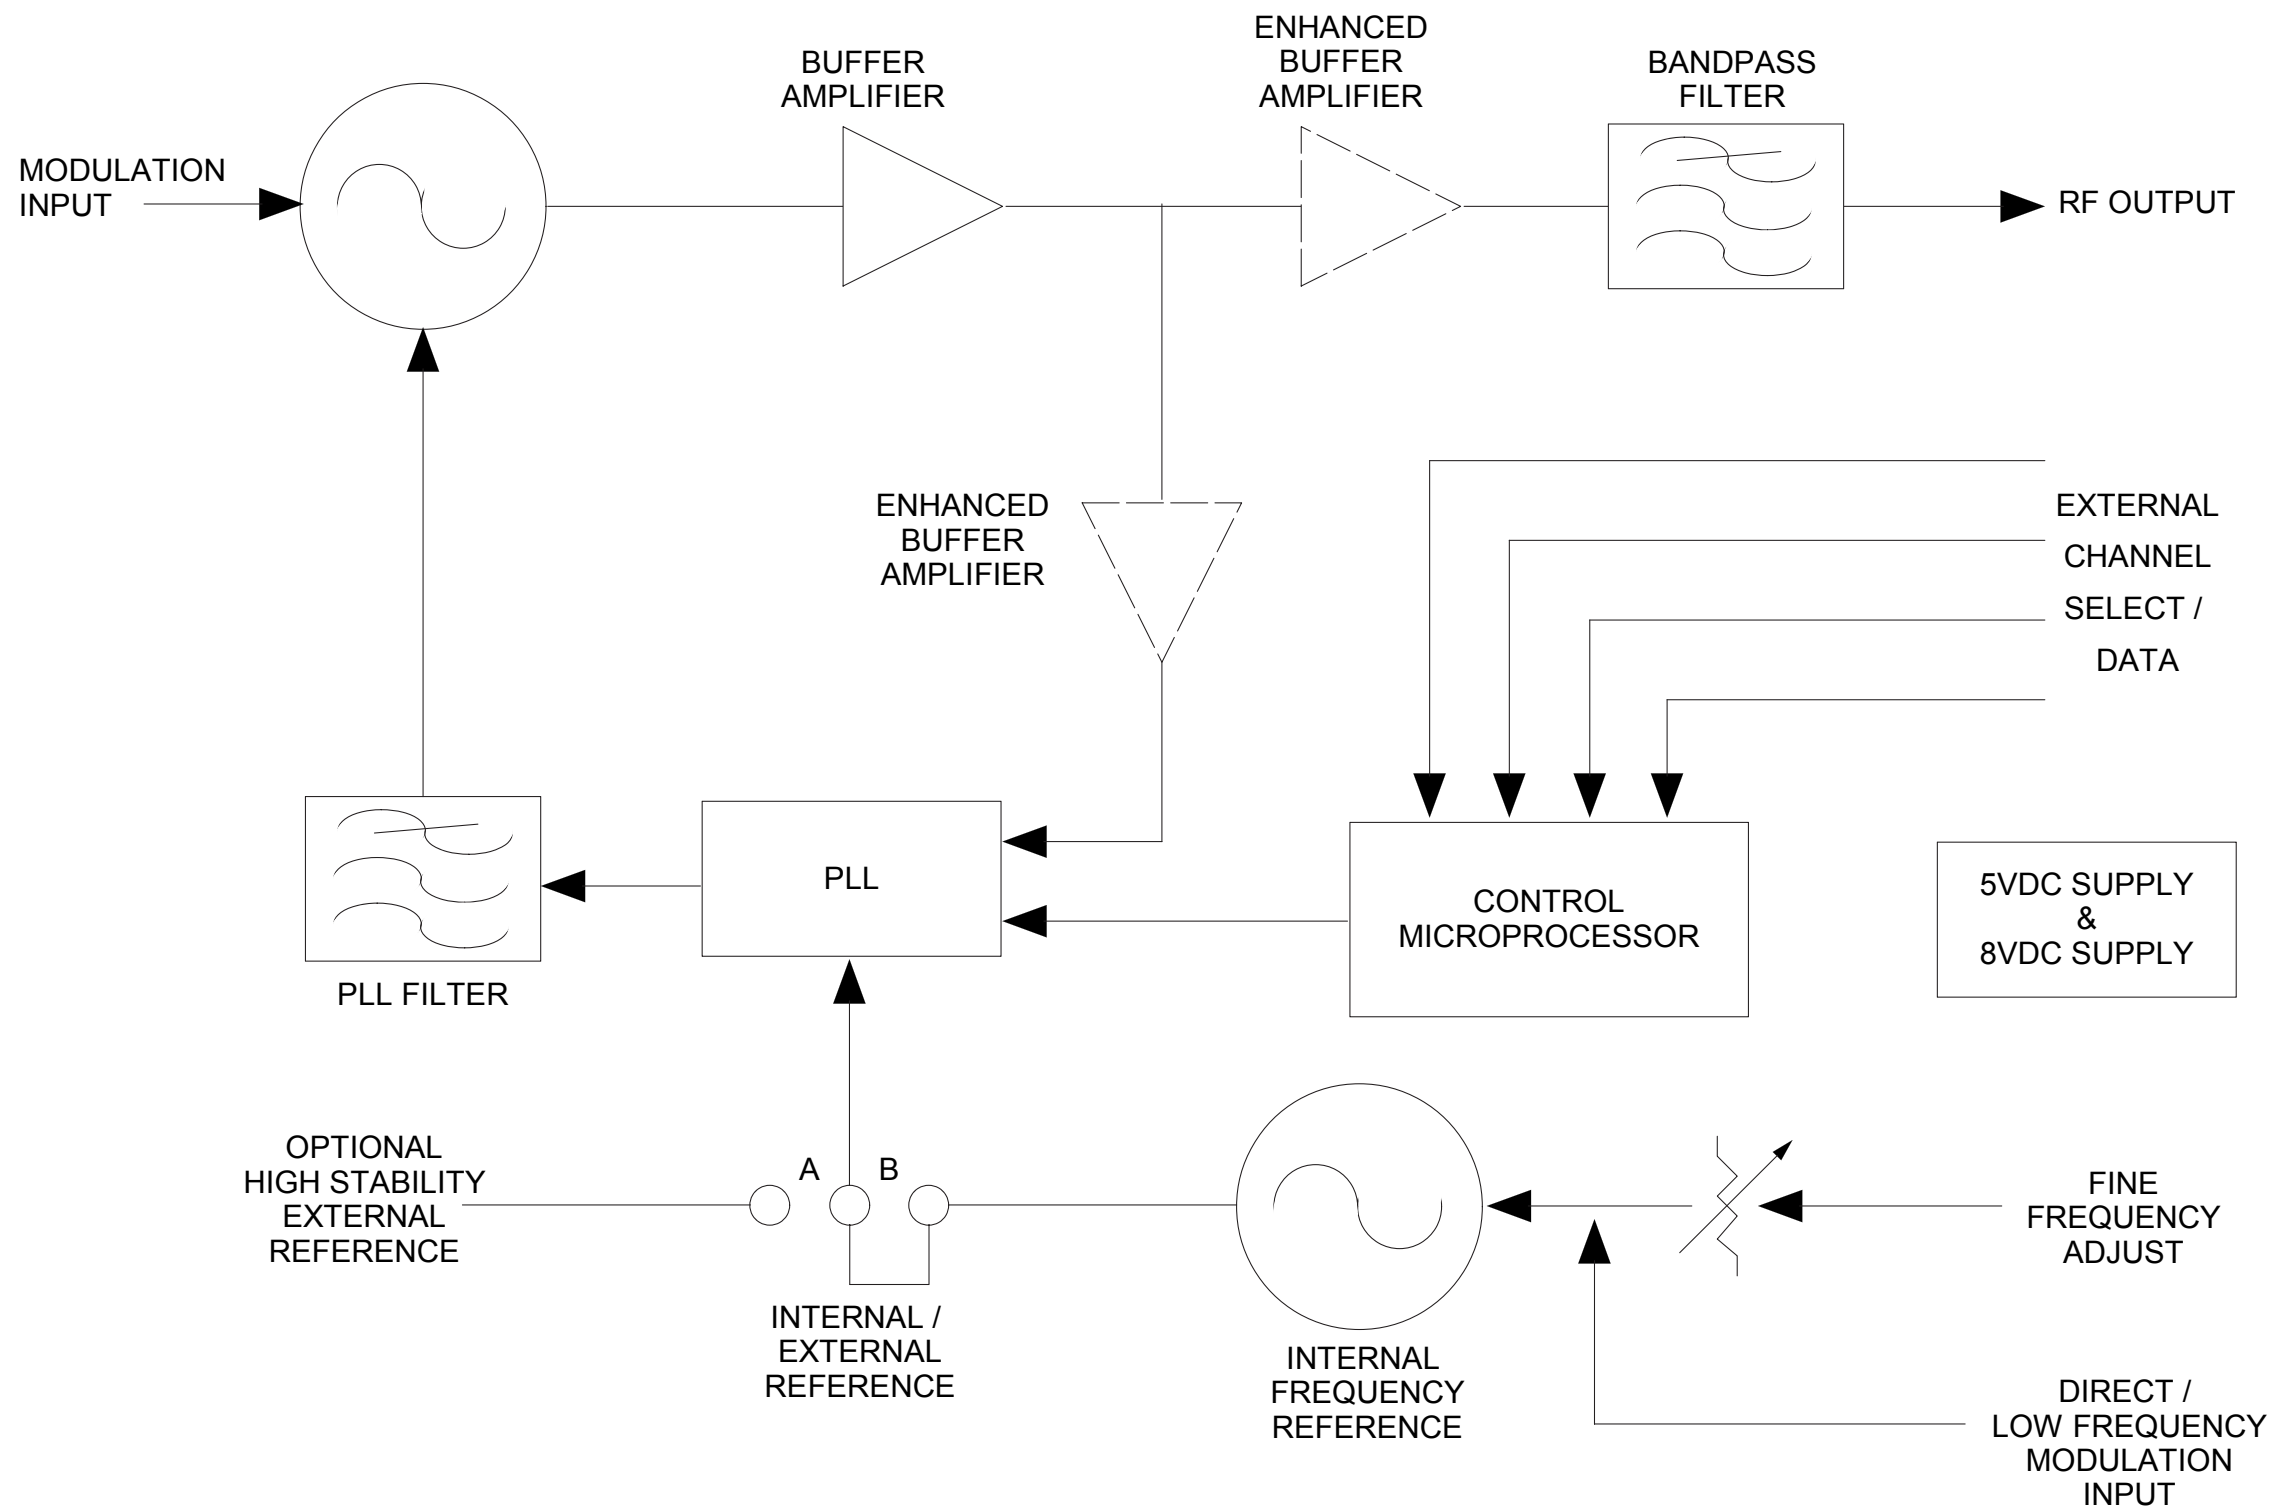 ENHANCED
BUFFER
AMPLIFIER
BUFFER
AMPLIFIER
BANDPASS
FILTER
MODULATION
INPUT
RF OUTPUT
ENHANCED
BUFFER
AMPLIFIER
EXTERNAL
CHANNEL
SELECT /
DATA
PLL
CONTROL
MICROPROCESSOR
5VDC SUPPLY
&
8VDC SUPPLY
PLL FILTER
OPTIONAL
HIGH STABILITY
EXTERNAL
REFERENCE
A
B
INTERNAL /
EXTERNAL
REFERENCE
INTERNAL
FREQUENCY
REFERENCE
FINE
FREQUENCY
ADJUST
DIRECT /
LOW FREQUENCY
MODULATION
INPUT